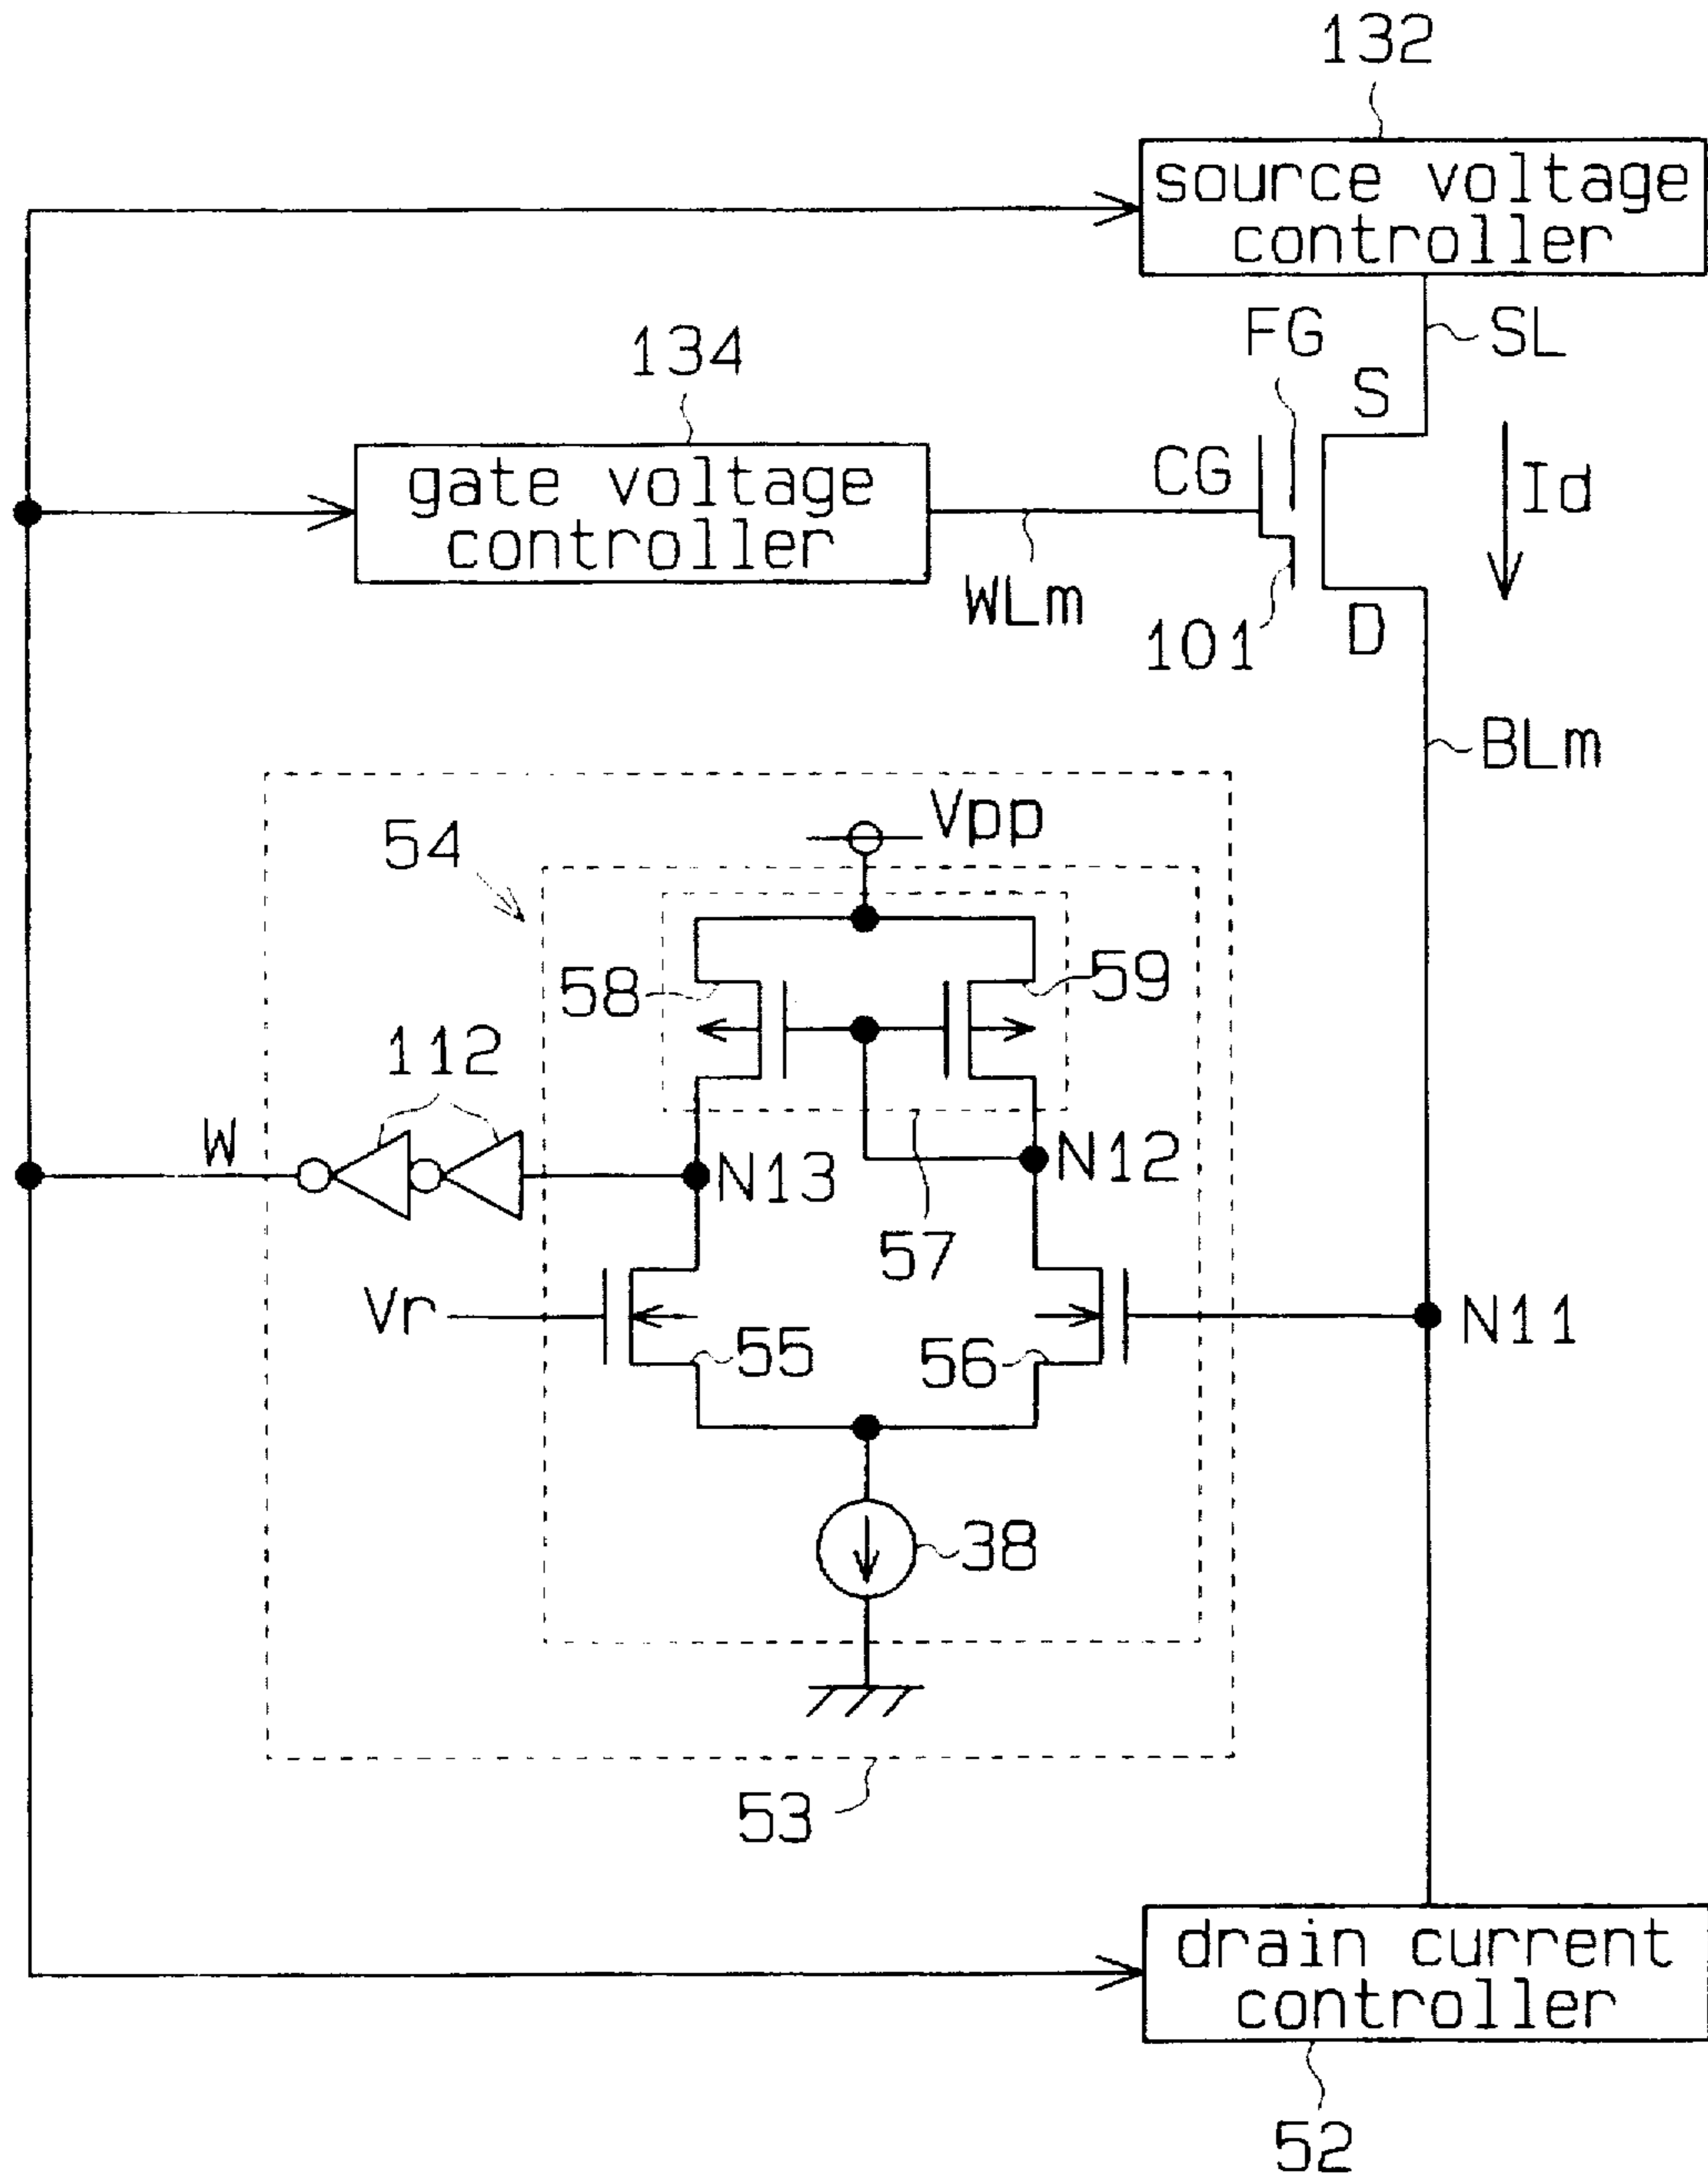 132
source voltage
controller
FG
SL
134
S
gate voltage
controller
CG
Id
WLm
101
D
BLm
Vpp
54
58
59
112
W
N13
N12
57
Vr
55
56
N11
38
53
drain current
controller
52